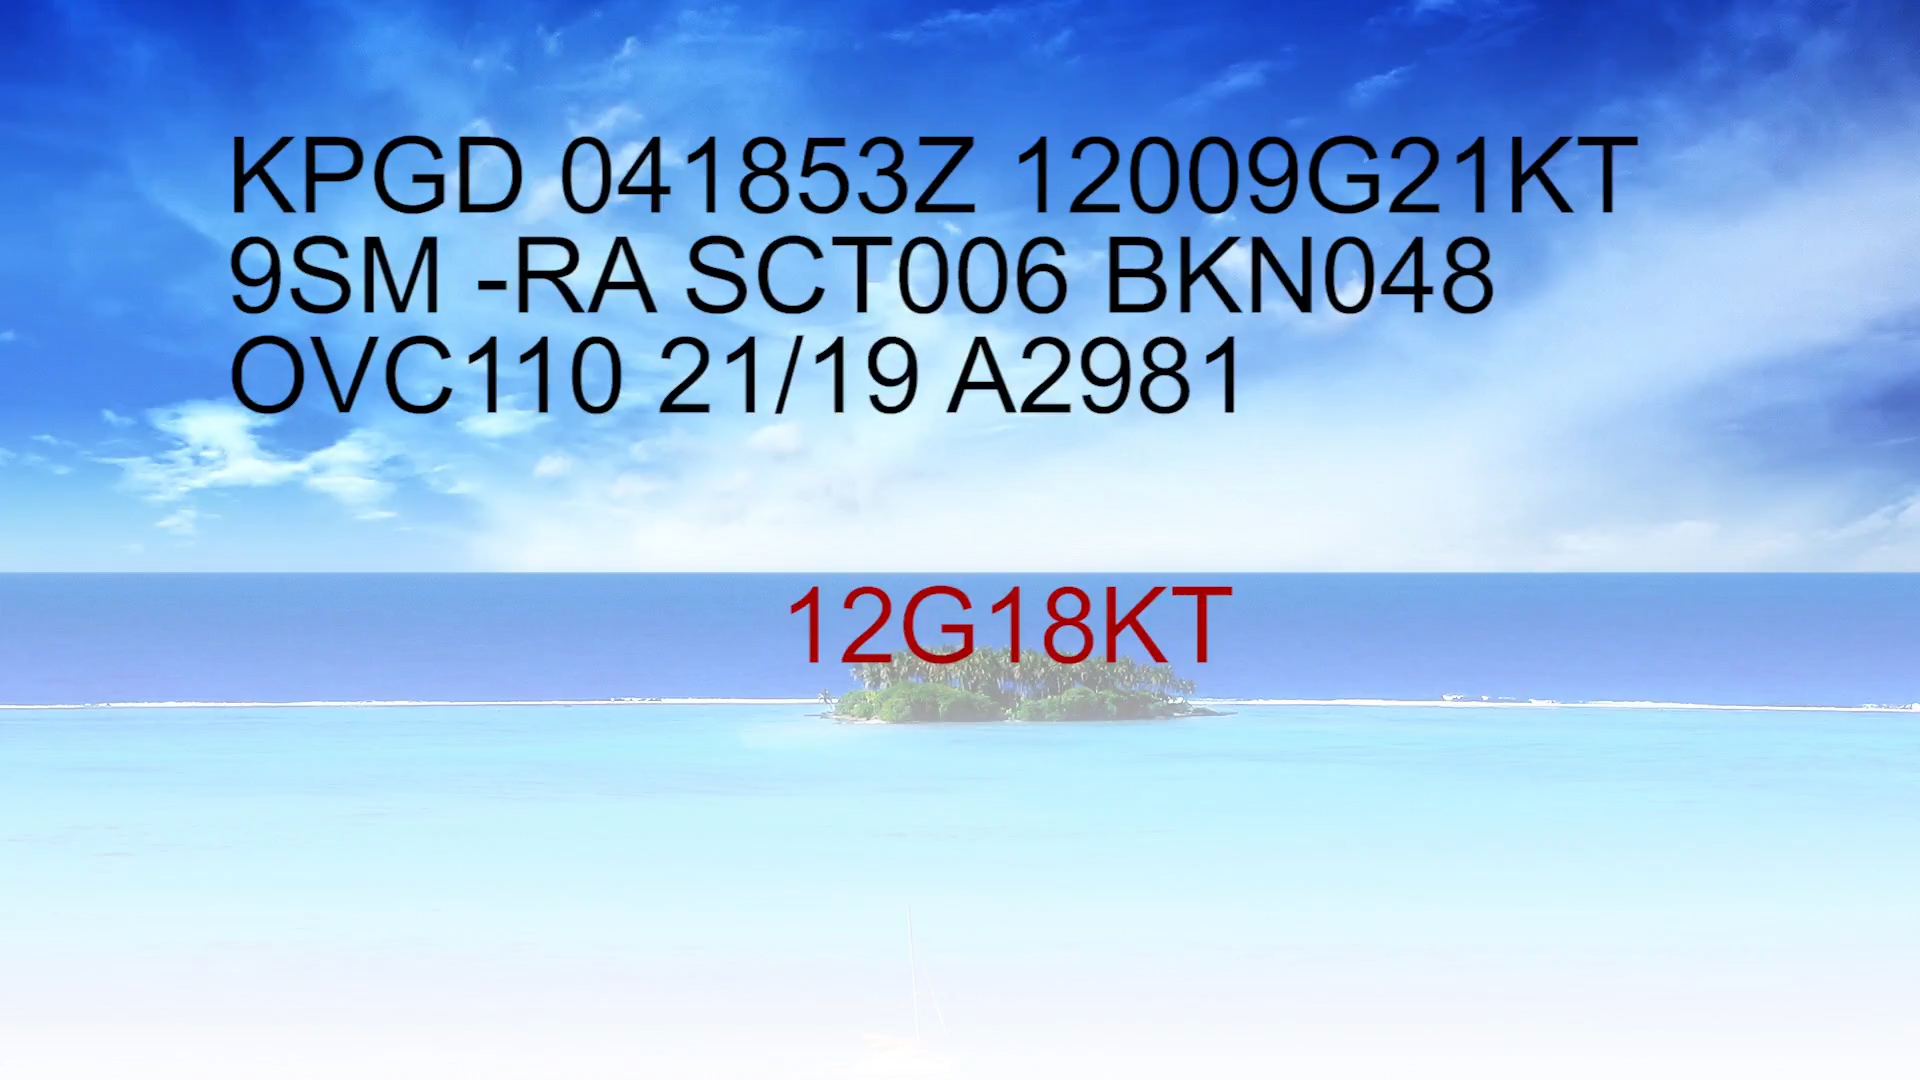 KPGD 041853Z 12009G21KT
9SM -RA SCT006 BKN048
OVC110 21/19 A2981
12G18KT